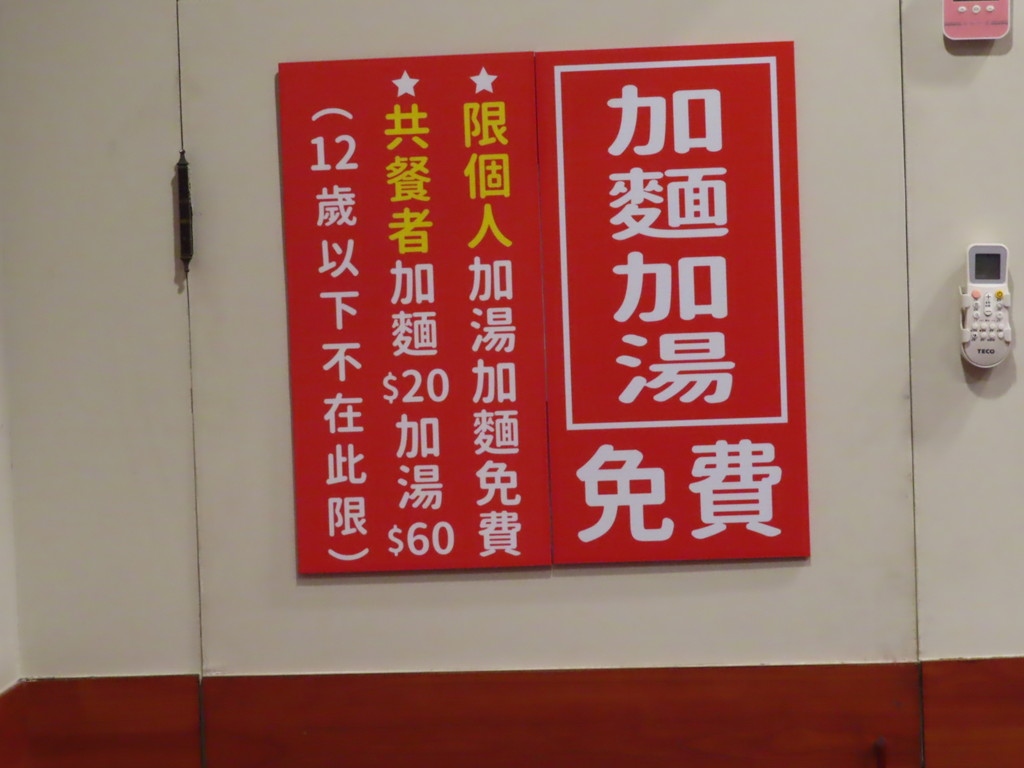 加麵加湯
免費
★限個人加湯加麵免費
★共餐者加麵$20加湯$60
（12歲以下不在此限）
TECO